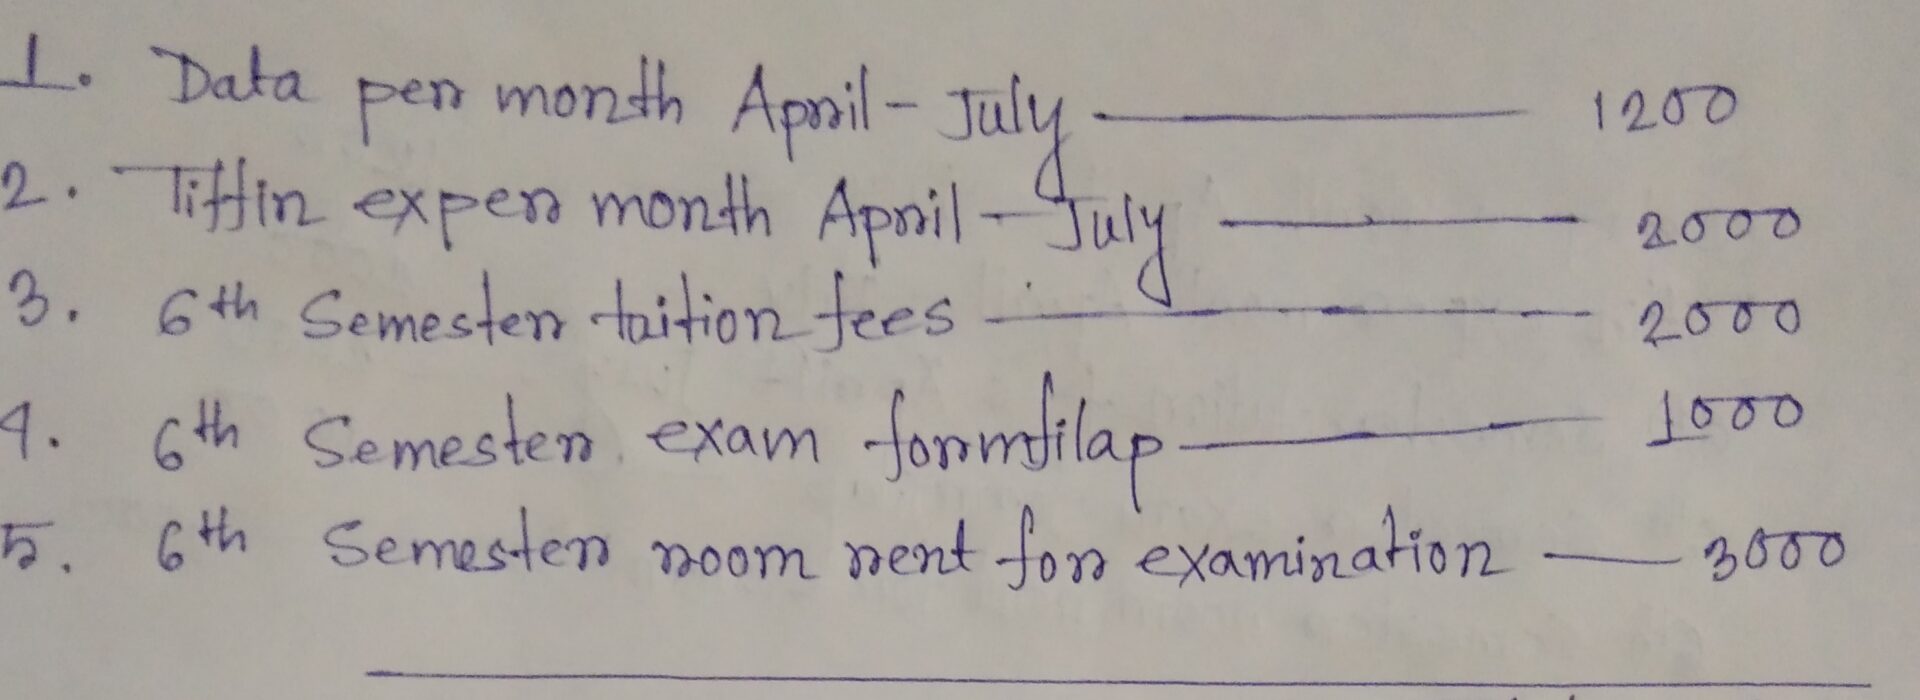 1. Data per month April - July — 1200
2. Tiffin exper month April - July — 2000
3. 6th Semester taition fees — 2000
4. 6th Semester exam formfilap — 1000
5. 6th Semester room rent for examination — 3000